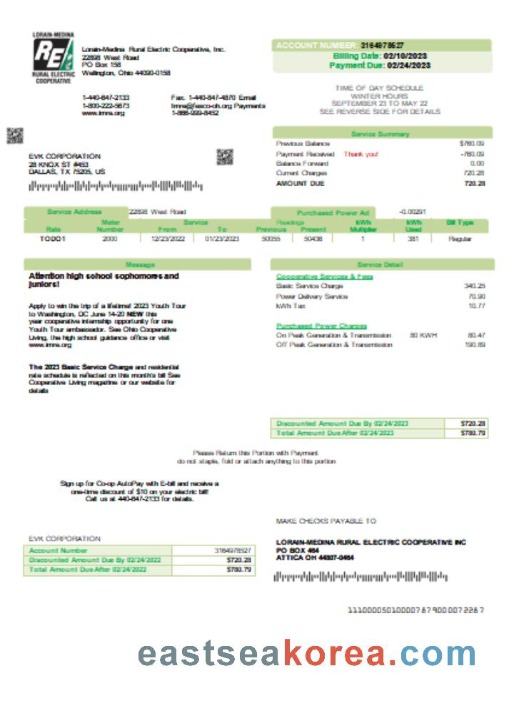 LORAIN-MEDINA
RE
RURAL ELECTRIC
COOPERATIVE
Lorain-Medina Rural Electric Cooperative, Inc.
22898 West Road
PO Box 158
Wellington, Ohio 44090-0158
1-440-647-2133
1-800-222-5673
www.lmre.org
Fax. 1-440-647-4870 Email
lmre@eeco-oh.org Payments
1-866-999-8452
ACCOUNT NUMBER 3164978527
Billing Date: 02/10/2023
Payment Due: 02/24/2023
TIME OF DAY SCHEDULE
WINTER HOURS
SEPTEMBER 23 TO MAY 22
SEE REVERSE SIDE FOR DETAILS
EVK CORPORATION
28 KNOX ST #453
DALLAS, TX 75205, US
Service Summary
Previous Balance $760.09
Payment Received Thank you! -760.09
Balance Forward 0.00
Current Charges 720.28
AMOUNT DUE 720.28
Service Address 22898 West Road Purchased Power Ad -0.00291
Meter Service Readings kWh kWh Bill Type
Rate Number From To Previous Present Multiplier Used
TODO1 2000 12/23/2022 01/23/2023 50055 50436 1 381 Regular
Message
Attention high school sophomores and
juniors!
Apply to win the trip of a lifetime! 2023 Youth Tour
to Washington, DC June 14-20 NEW this
year cooperative internship opportunity for one
Youth Tour ambassador. See Ohio Cooperative
Living, the high school guidance office or visit
www.lmre.org
The 2023 Basic Service Charge and residential
rate schedule is reflected on this month's bill See
Cooperative Living magazine or our website for
details
Service Detail
Cooperative Services & Fees
Basic Service Charge 340.25
Power Delivery Service 70.90
kWh Tax 10.77
Purchased Power Charges
On Peak Generation & Transmission 80 KWH 80.47
Off Peak Generation & Transmission 190.89
Discounted Amount Due By 02/24/2023 $720.28
Total Amount Due After 02/24/2023 $780.79
Please Return this Portion with Payment
do not staple, fold or attach anything to this portion
Sign up for Co-op AutoPay with E-bill and receive a
one-time discount of $10 on your electric bill!
Call us at 440-647-2133 for details.
MAKE CHECKS PAYABLE TO
EVK CORPORATION
Account Number 3164978527
Discounted Amount Due By 02/24/2022 $720.28
Total Amount Due After 02/24/2022 $780.79
LORAIN-MEDINA RURAL ELECTRIC COOPERATIVE INC
PO BOX 464
ATTICA OH 44807-0464
11100005010000787900007 2287
eastseakorea.com